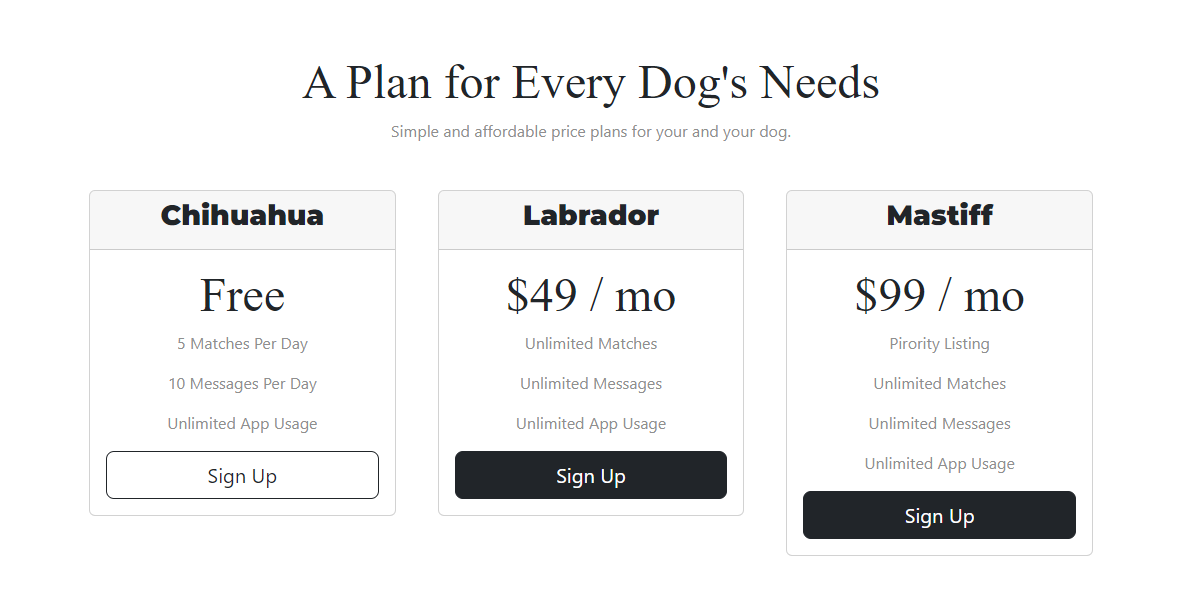 A Plan for Every Dog's Needs
Simple and affordable price plans for your and your dog.
Chihuahua
Free
5 Matches Per Day
10 Messages Per Day
Unlimited App Usage
Sign Up
Labrador
$49 / mo
Unlimited Matches
Unlimited Messages
Unlimited App Usage
Sign Up
Mastiff
$99 / mo
Pirority Listing
Unlimited Matches
Unlimited Messages
Unlimited App Usage
Sign Up